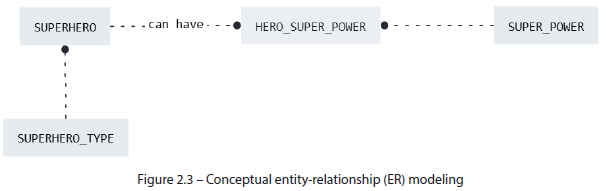 SUPERHERO
can have
HERO_SUPER_POWER
SUPER_POWER
SUPERHERO_TYPE
Figure 2.3 – Conceptual entity-relationship (ER) modeling